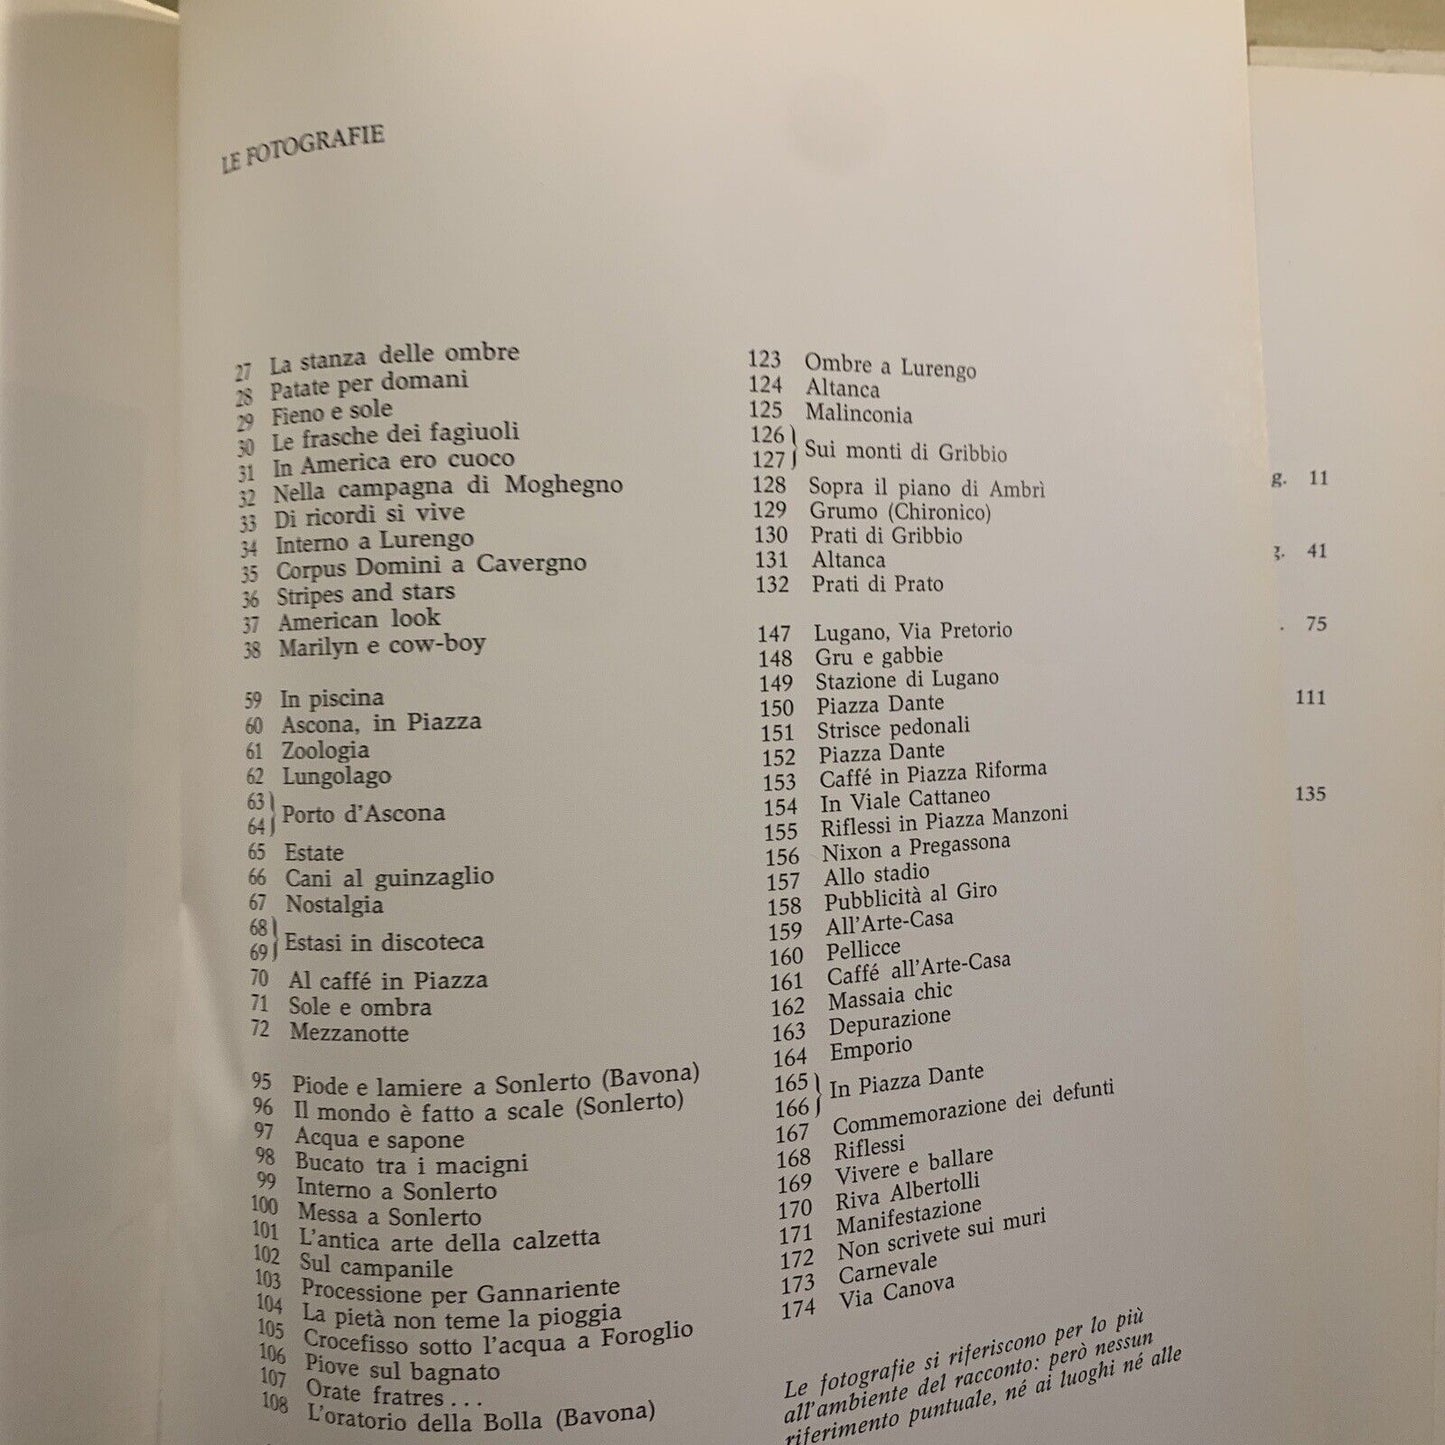 LE FOTOGRAFIE
27 La stanza delle ombre
28 Patate per domani
29 Fieno e sole
30 Le frasche dei fagiuoli
31 In America ero cuoco
32 Nella campagna di Moghegno
33 Di ricordi si vive
34 Interno a Lurengo
35 Corpus Domini a Cavergno
36 Stripes and stars
37 American look
38 Marilyn e cow-boy
59 In piscina
60 Ascona, in Piazza
61 Zoologia
62 Lungolago
63
64 Porto d'Ascona
65 Estate
66 Cani al guinzaglio
67 Nostalgia
68
69 Estasi in discoteca
70 Al caffé in Piazza
71 Sole e ombra
72 Mezzanotte
95 Piode e lamiere a Sonlerto (Bavona)
96 Il mondo è fatto a scale (Sonlerto)
97 Acqua e sapone
98 Bucato tra i macigni
99 Interno a Sonlerto
100 Messa a Sonlerto
101 L'antica arte della calzetta
102 Sul campanile
103 Processione per Gannariente
104 La pietà non teme la pioggia
105 Crocefisso sotto l'acqua a Foroglio
106 Piove sul bagnato
107 Orate fratres...
108 L'oratorio della Bolla (Bavona)
123 Ombre a Lurengo
124 Altanca
125 Malinconia
126
127 Sui monti di Gribbio
128 Sopra il piano di Ambrì
129 Grumo (Chironico)
130 Prati di Gribbio
131 Altanca
132 Prati di Prato
147 Lugano, Via Pretorio
148 Gru e gabbie
149 Stazione di Lugano
150 Piazza Dante
151 Strisce pedonali
152 Piazza Dante
153 Caffé in Piazza Riforma
154 In Viale Cattaneo
155 Riflessi in Piazza Manzoni
156 Nixon a Pregassona
157 Allo stadio
158 Pubblicità al Giro
159 All'Arte-Casa
160 Pellicce
161 Caffé all'Arte-Casa
162 Massaia chic
163 Depurazione
164 Emporio
165
166 In Piazza Dante
167 Commemorazione dei defunti
168 Riflessi
169 Vivere e ballare
170 Riva Albertolli
171 Manifestazione
172 Non scrivete sui muri
173 Carnevale
174 Via Canova
Le fotografie si riferiscono per lo più
all'ambiente del racconto: però nessun
riferimento puntuale, né ai luoghi né alle
g. 11
g. 41
. 75
111
135